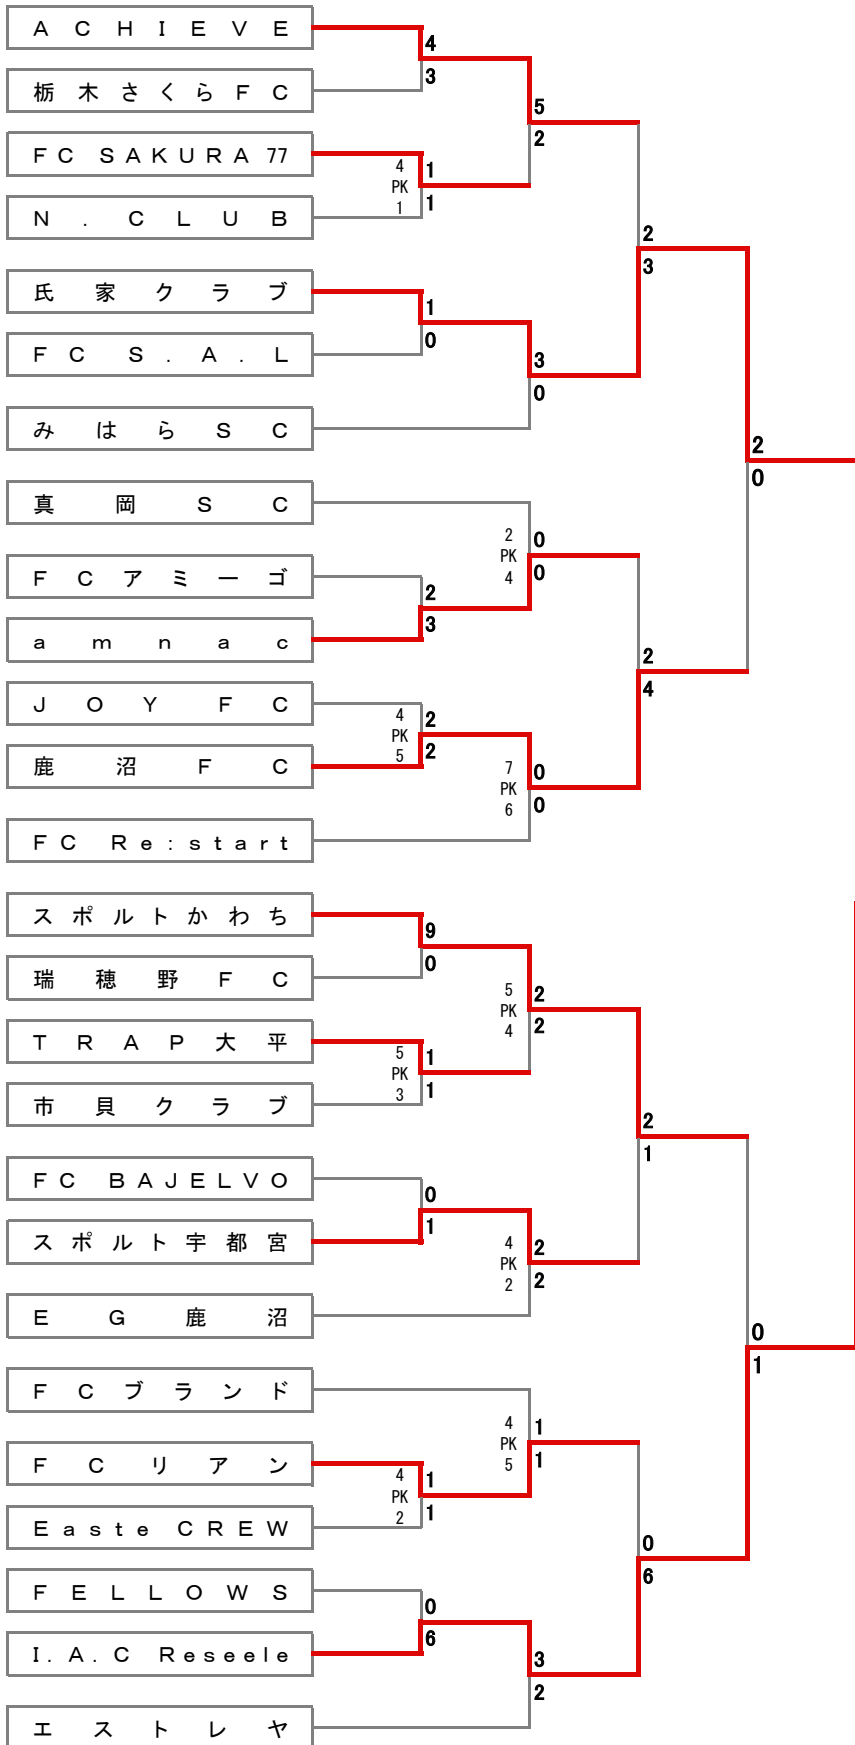 ACHIEVE
4
3
栃木さくらFC
5
2
FC SAKURA 77
4
PK
1
1
1
N.CLUB
2
3
氏家クラブ
1
0
FC S.A.L
3
0
みはらSC
2
0
真岡SC
2
PK
4
0
0
FCアミーゴ
2
3
amnac
2
4
JOY FC
4
PK
5
2
2
鹿沼FC
7
PK
6
0
0
FC Re:start
スポルトかわち
9
0
瑞穂野FC
5
PK
4
2
2
TRAP大平
5
PK
3
1
1
市貝クラブ
2
1
FC BAJELVO
0
1
スポルト宇都宮
4
PK
2
2
2
EG鹿沼
0
1
FCブランド
4
PK
5
1
1
FCリアン
4
PK
2
1
1
Easte CREW
0
6
FELLOWS
0
6
I.A.C Reseele
3
2
エストレヤ